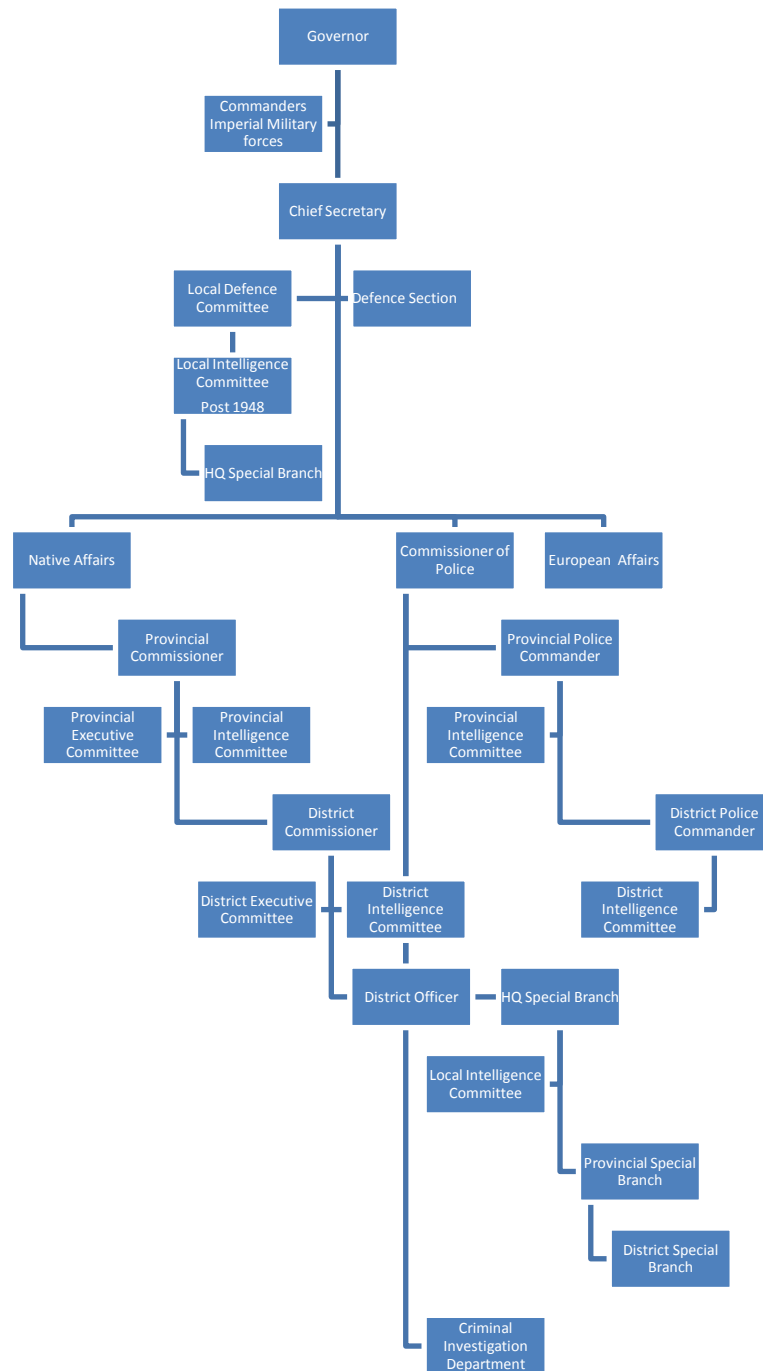 Governor
Commanders
Imperial Military
forces
Chief Secretary
Local Defence
Committee
Defence Section
Local Intelligence
Committee
Post 1948
HQ Special Branch
Native Affairs
Commissioner of
Police
European Affairs
Provincial
Commissioner
Provincial Police
Commander
Provincial
Executive
Committee
Provincial
Intelligence
Committee
Provincial
Intelligence
Committee
District
Commissioner
District Police
Commander
District Executive
Committee
District
Intelligence
Committee
District
Intelligence
Committee
District Officer
HQ Special Branch
Local Intelligence
Committee
Provincial Special
Branch
District Special
Branch
Criminal
Investigation
Department